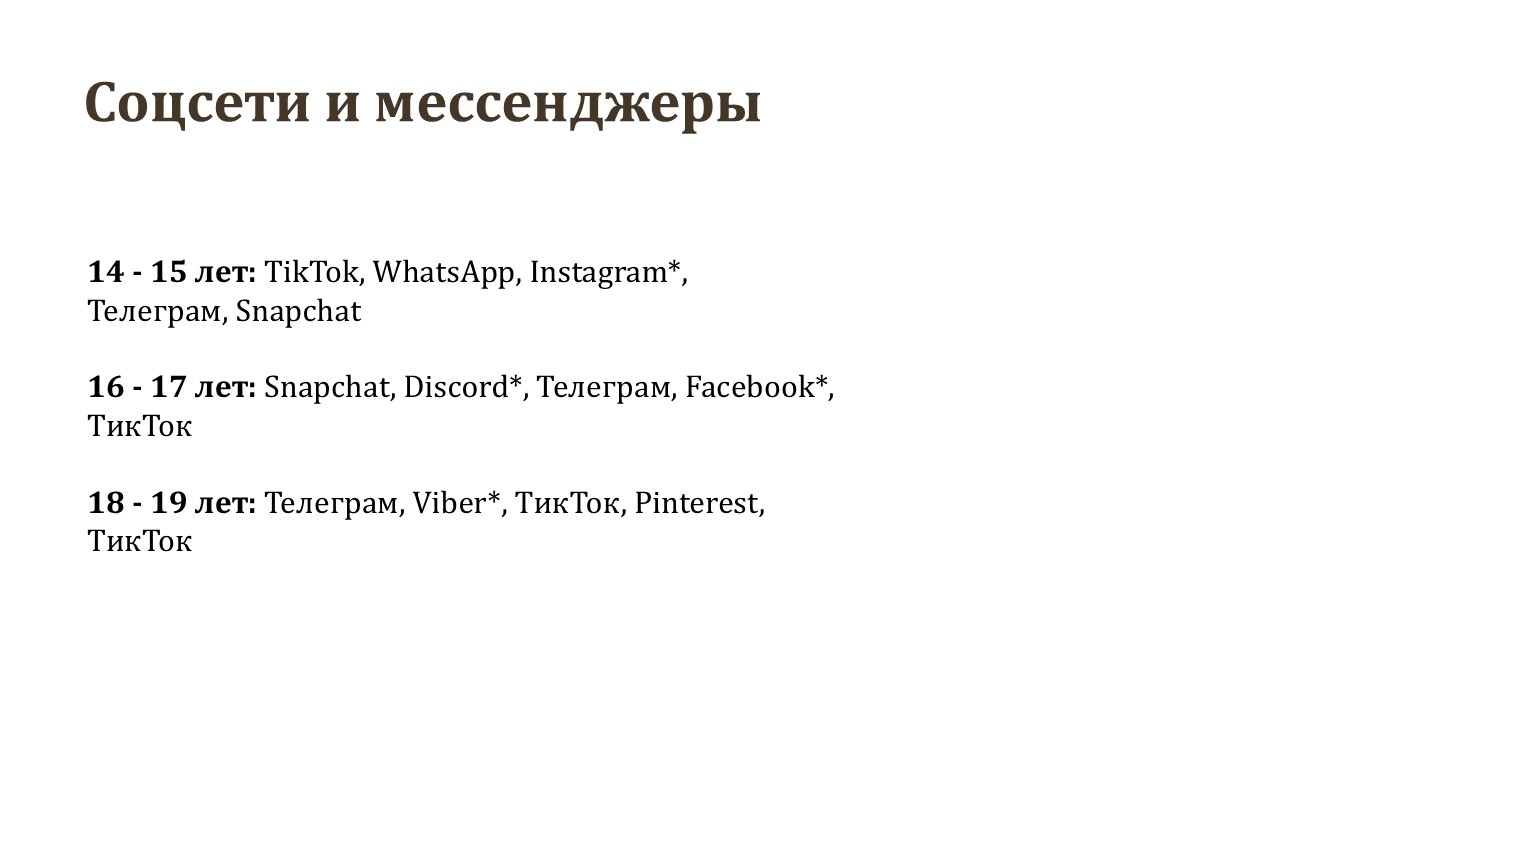 Соцсети и мессенджеры
14 - 15 лет: TikTok, WhatsApp, Instagram*,
Телеграм, Snapchat
16 - 17 лет: Snapchat, Discord*, Телеграм, Facebook*,
ТикТок
18 - 19 лет: Телеграм, Viber*, ТикТок, Pinterest,
ТикТок